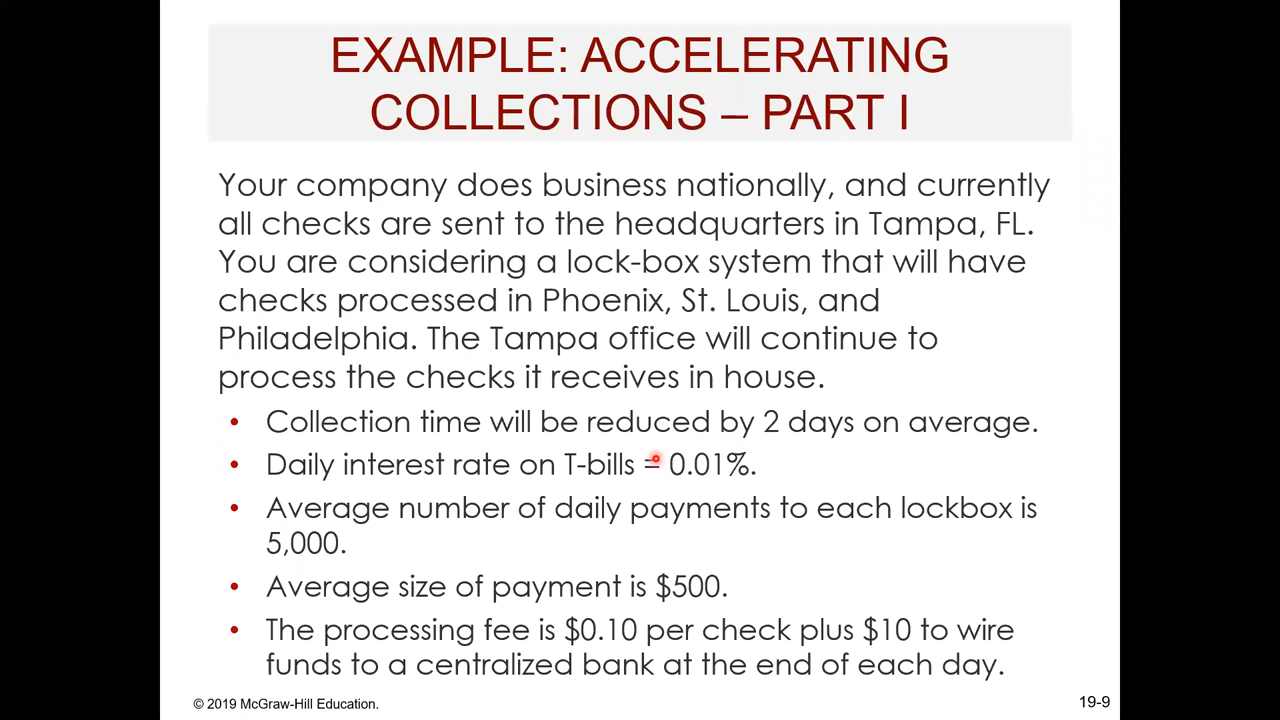 EXAMPLE: ACCELERATING
COLLECTIONS – PART I
Your company does business nationally, and currently
all checks are sent to the headquarters in Tampa, FL.
You are considering a lock-box system that will have
checks processed in Phoenix, St. Louis, and
Philadelphia. The Tampa office will continue to
process the checks it receives in house.
• Collection time will be reduced by 2 days on average.
• Daily interest rate on T-bills = 0.01%.
• Average number of daily payments to each lockbox is
5,000.
• Average size of payment is $500.
• The processing fee is $0.10 per check plus $10 to wire
funds to a centralized bank at the end of each day.
© 2019 McGraw-Hill Education.
19-9